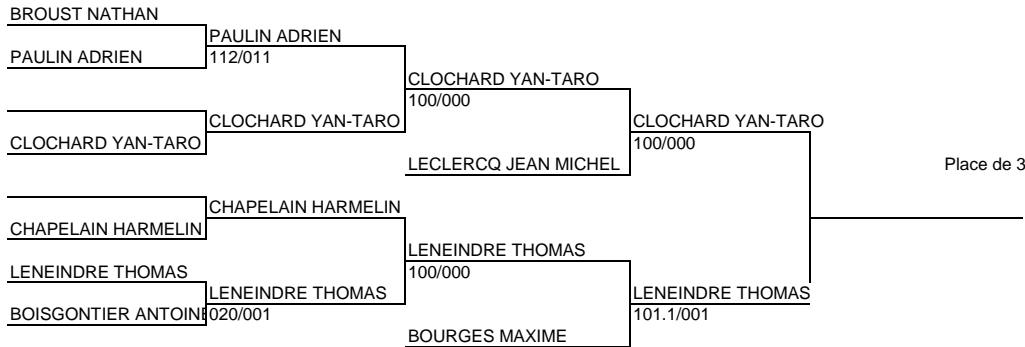 BROUST NATHAN
PAULIN ADRIEN
PAULIN ADRIEN
112/011
CLOCHARD YAN-TARO
100/000
CLOCHARD YAN-TARO
CLOCHARD YAN-TARO
CLOCHARD YAN-TARO
100/000
LECLERCQ JEAN MICHEL
Place de 3
CHAPELAIN HARMELIN
CHAPELAIN HARMELIN
LENEINDRE THOMAS
100/000
LENEINDRE THOMAS
LENEINDRE THOMAS
020/001
LENEINDRE THOMAS
101.1/001
BOISGONTIER ANTOINE
BOURGES MAXIME